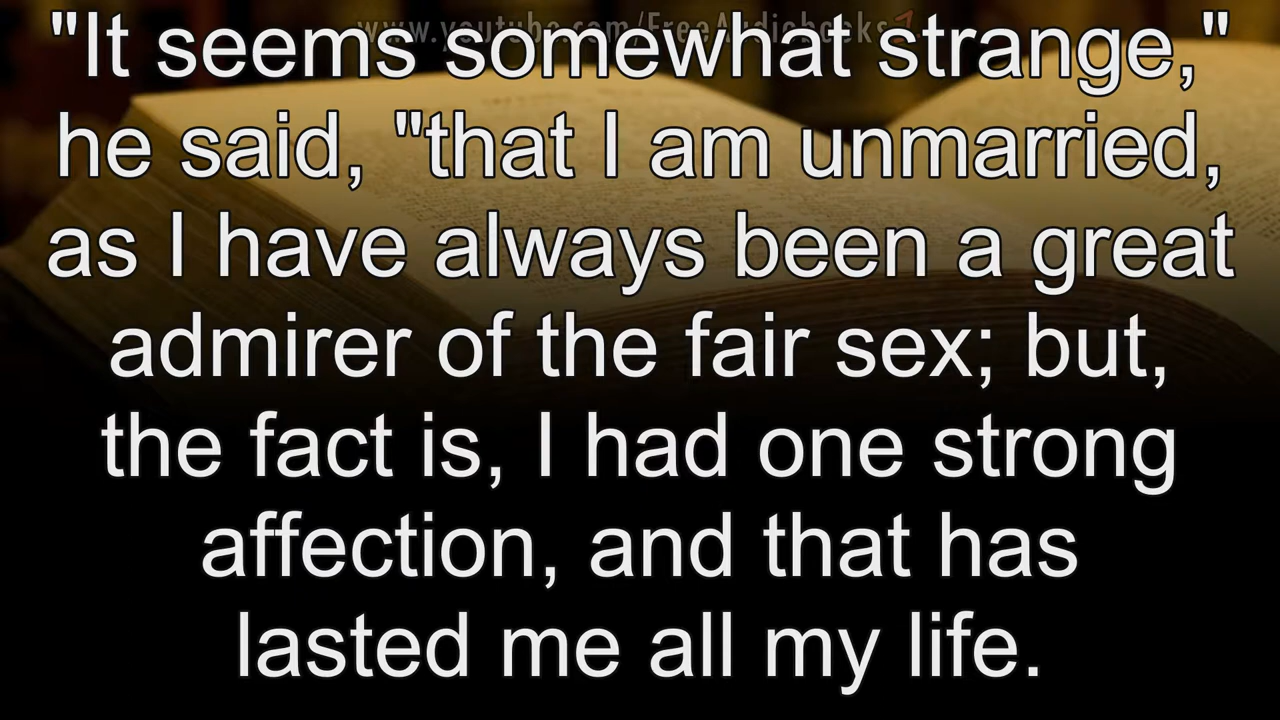 www.youtube.com/FreeAudiobooks
"It seems somewhat strange,"
he said, "that I am unmarried,
as I have always been a great
admirer of the fair sex; but,
the fact is, I had one strong
affection, and that has
lasted me all my life.